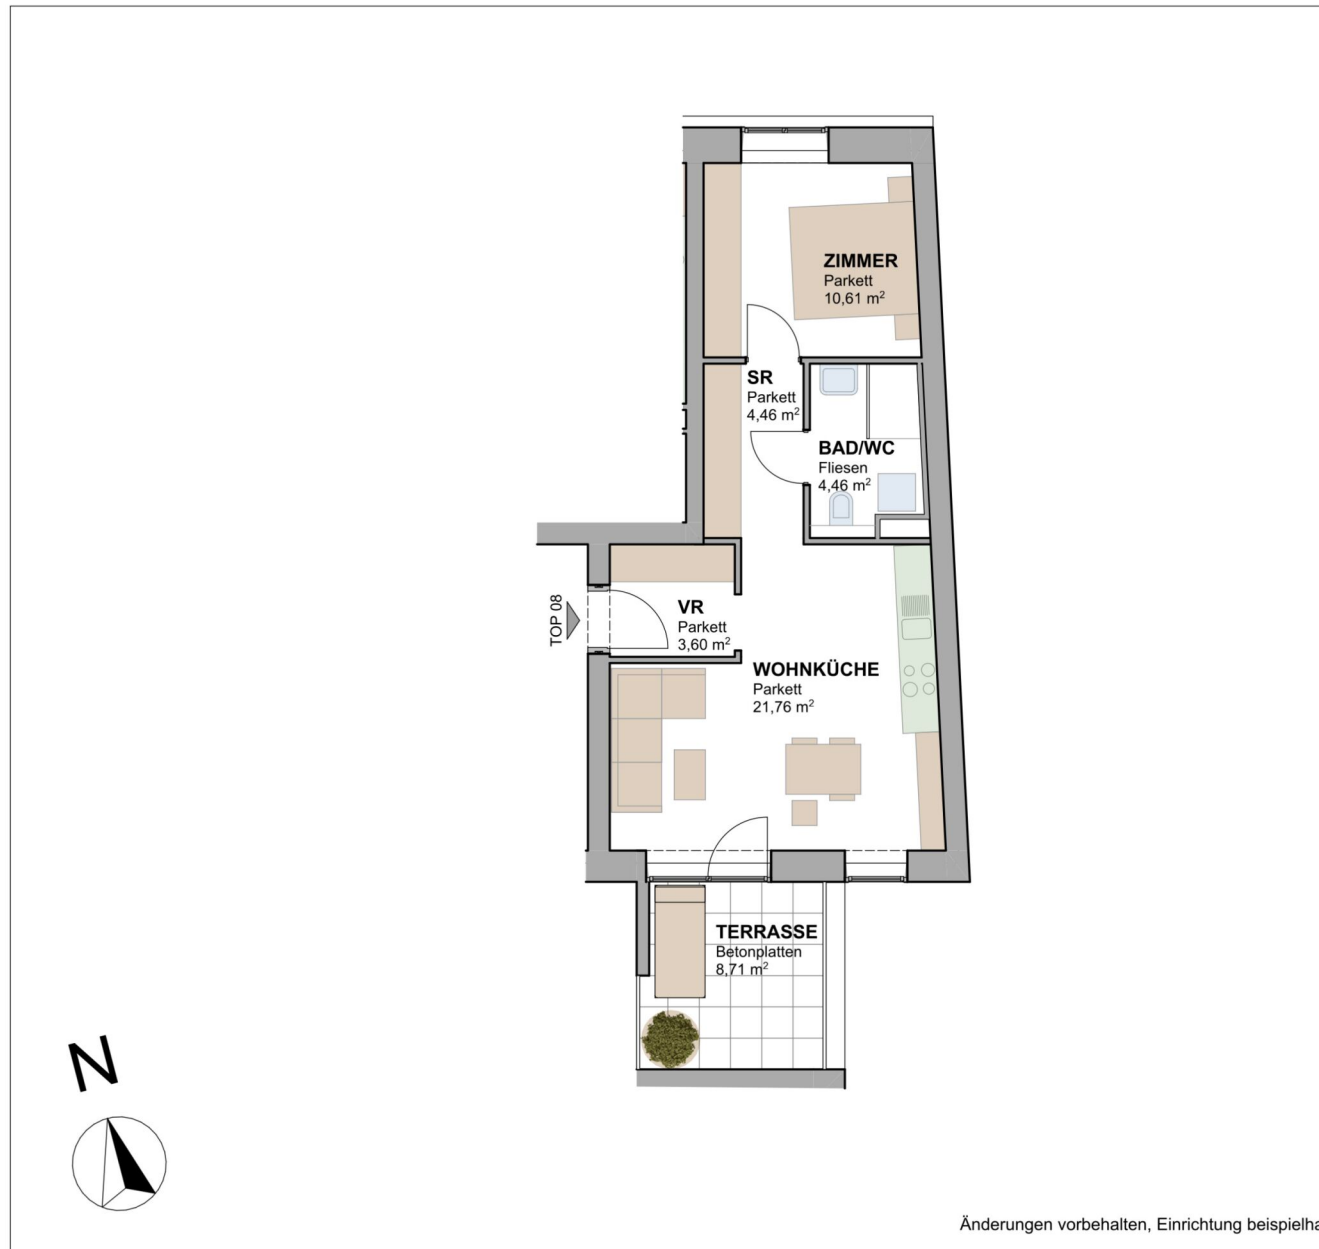 ZIMMER
Parkett
10,61 m²
SR
Parkett
4,46 m²
BAD/WC
Fliesen
4,46 m²
TOP 08
VR
Parkett
3,60 m²
WOHNKÜCHE
Parkett
21,76 m²
TERRASSE
Betonplatten
8,71 m²
N
Änderungen vorbehalten, Einrichtung